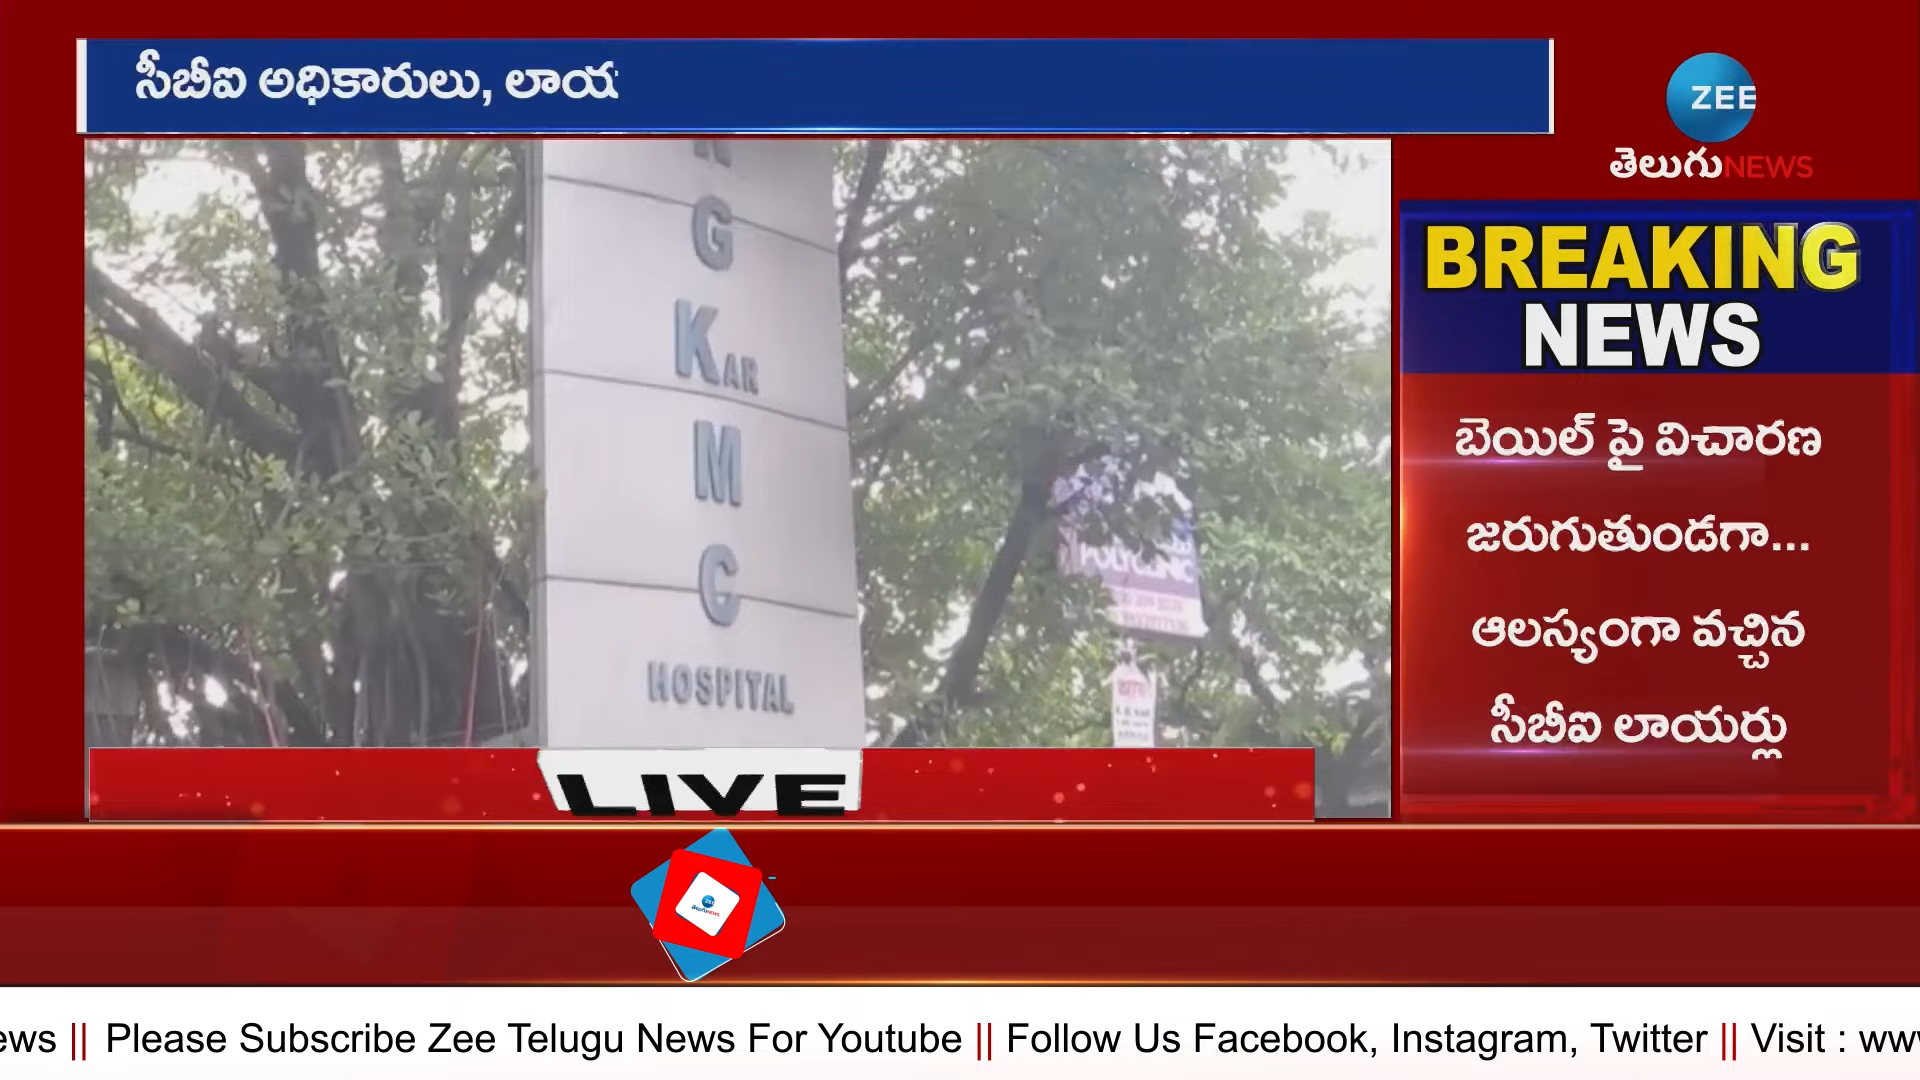 సీబీఐ అధికారులు, లాయ
ZEE
తెలుగు NEWS
BREAKING
NEWS
బెయిల్ పై విచారణ
జరుగుతుండగా...
ఆలస్యంగా వచ్చిన
సీబీఐ లాయర్లు
G
KAR
M
C
HOSPITAL
POLYCLINIC
LIVE
ews || Please Subscribe Zee Telugu News For Youtube || Follow Us Facebook, Instagram, Twitter || Visit : www